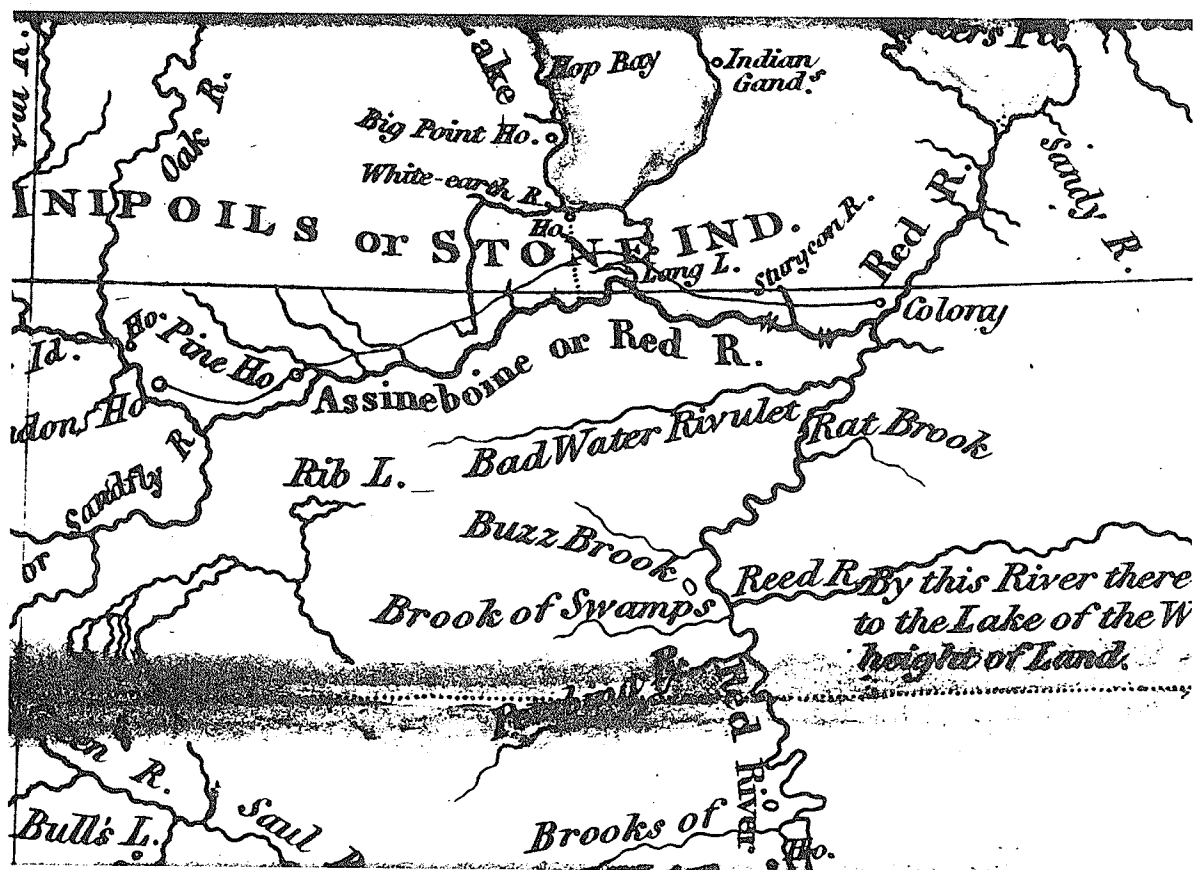 Lake
Hop Bay
Indian
Gand.s
Oak R.
Big Point Ho.
White-earth R.
Sandy R.
INIPOILS or STONE IND.
Ho.
Long L.
Sturgeon R.
Red R.
Colony
Ho.
Pine Ho
Id.
Assineboine or Red R.
Ho
Bad Water Rivulet
Rat Brook
Sandfly R
Rib L.
or
Buzz Brook
Reed R.
By this River there
to the Lake of the W
height of Land.
Brook of Swamps
Red River
R.
Saul
Bull's L.
Brooks of
Ho.